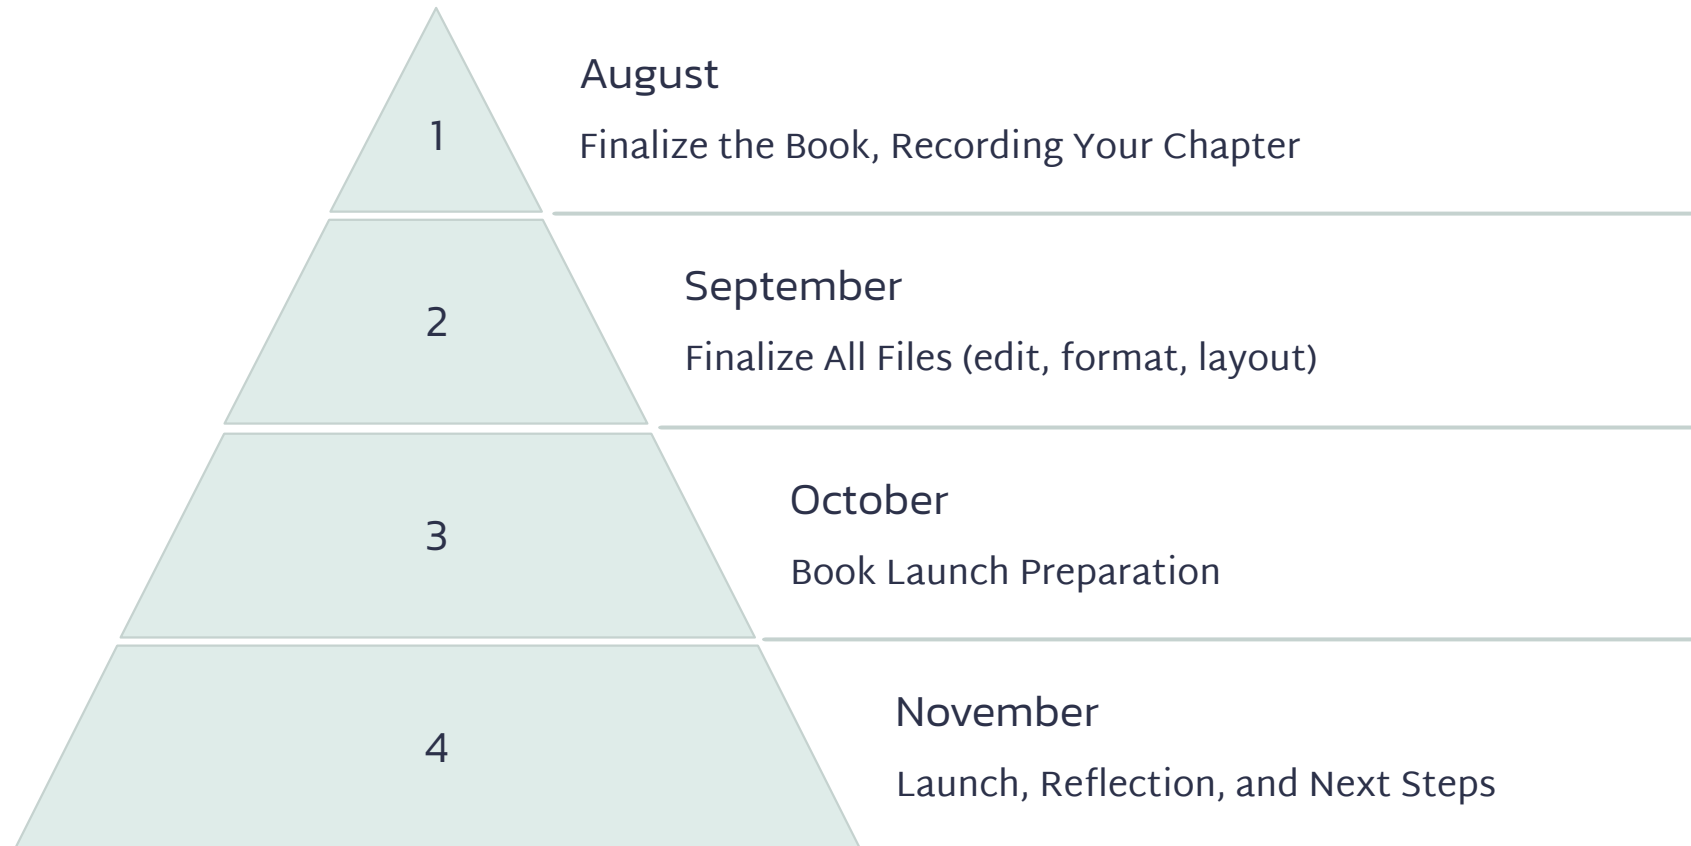 1
August
Finalize the Book, Recording Your Chapter
2
September
Finalize All Files (edit, format, layout)
3
October
Book Launch Preparation
4
November
Launch, Reflection, and Next Steps